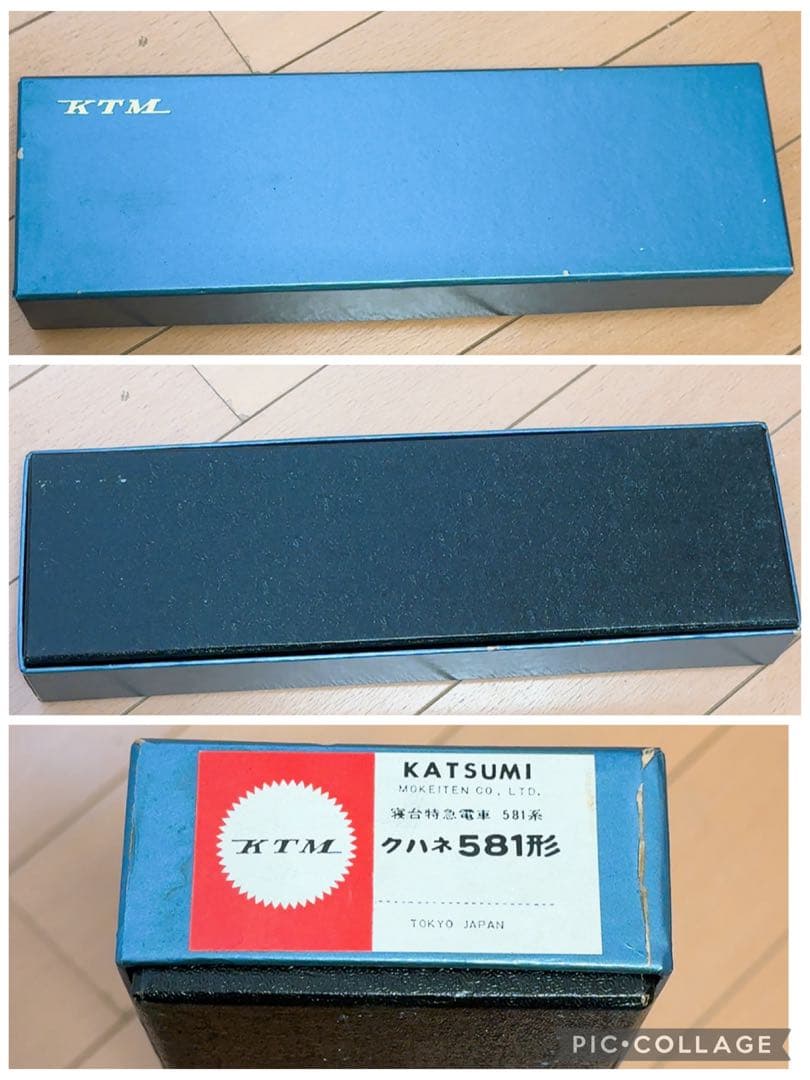 KTM
KATSUMI
MOKEITEN CO., LTD.
寝台特急電車 581系
クハネ581形
KTM
TOKYO JAPAN
PIC•COLLAGE